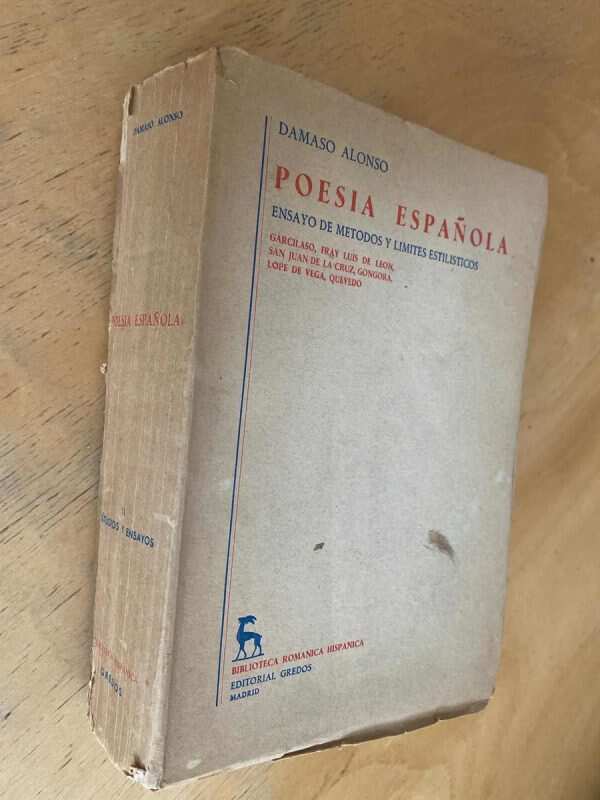 DAMASO ALONSO
POESIA ESPAÑOLA
ENSAYO DE METODOS Y LIMITES ESTILISTICOS
GARCILASO, FRAY LUIS DE LEON,
SAN JUAN DE LA CRUZ, GONGORA,
LOPE DE VEGA, QUEVEDO
BIBLIOTECA ROMANICA HISPANICA
EDITORIAL GREDOS
MADRID
DAMASO ALONSO
POESIA ESPAÑOLA
II
ESTUDIOS Y ENSAYOS
HISPANICA
GREDOS